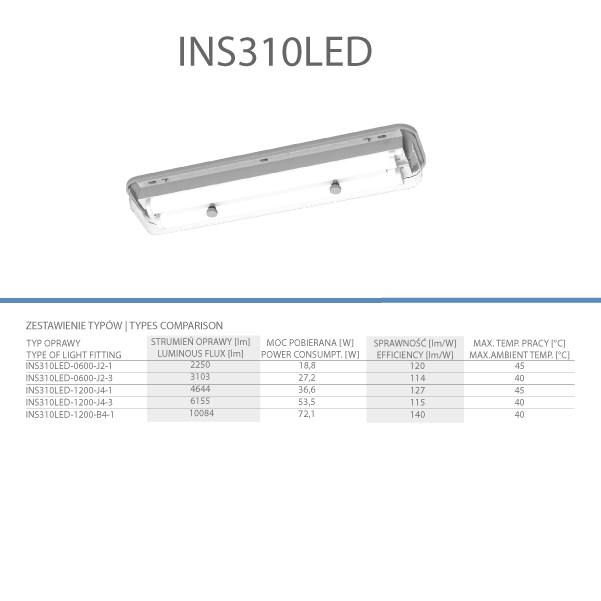 INS310LED
ZESTAWIENIE TYPÓW | TYPES COMPARISON
TYP OPRAWY STRUMIEŃ OPRAWY [lm] MOC POBIERANA [W] SPRAWNOŚĆ [lm/W] MAX. TEMP. PRACY [°C]
TYPE OF LIGHT FITTING LUMINOUS FLUX [lm] POWER CONSUMPT. [W] EFFICIENCY [lm/W] MAX.AMBIENT TEMP. [°C]
INS310LED-0600-J2-1 2250 18,8 120 45
INS310LED-0600-J2-3 3103 27,2 114 40
INS310LED-1200-J4-1 4644 36,6 127 45
INS310LED-1200-J4-3 6155 53,5 115 40
INS310LED-1200-B4-1 10084 72,1 140 40